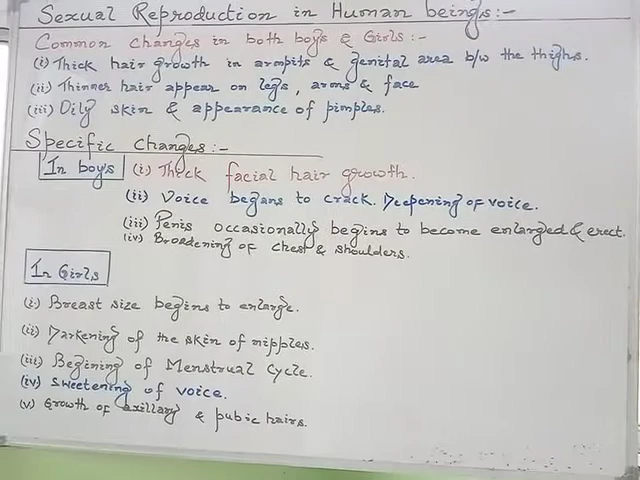 Sexual Reproduction in Human beings:-
Common changes in both boys & Girls:-
(i) Thick hair growth in armpits & genital area b/w the thighs.
(ii) Thinner hair appear on legs, arms & face
(iii) Oily skin & appearance of pimples.
Specific changes:-
In boy's (i) Thick facial hair growth.
(ii) Voice begans to crack. Deepening of voice.
(iii) Penis occasionally begins to become enlarged & erect.
(iv) Broadening of chest & shoulders.
In Girls
(i) Breast size begins to enlarge.
(ii) Darkening of the skin of nipples.
(iii) Begining of Menstrual Cycle.
(iv) Sweetening of voice.
(v) Growth of axillary & pubic hairs.